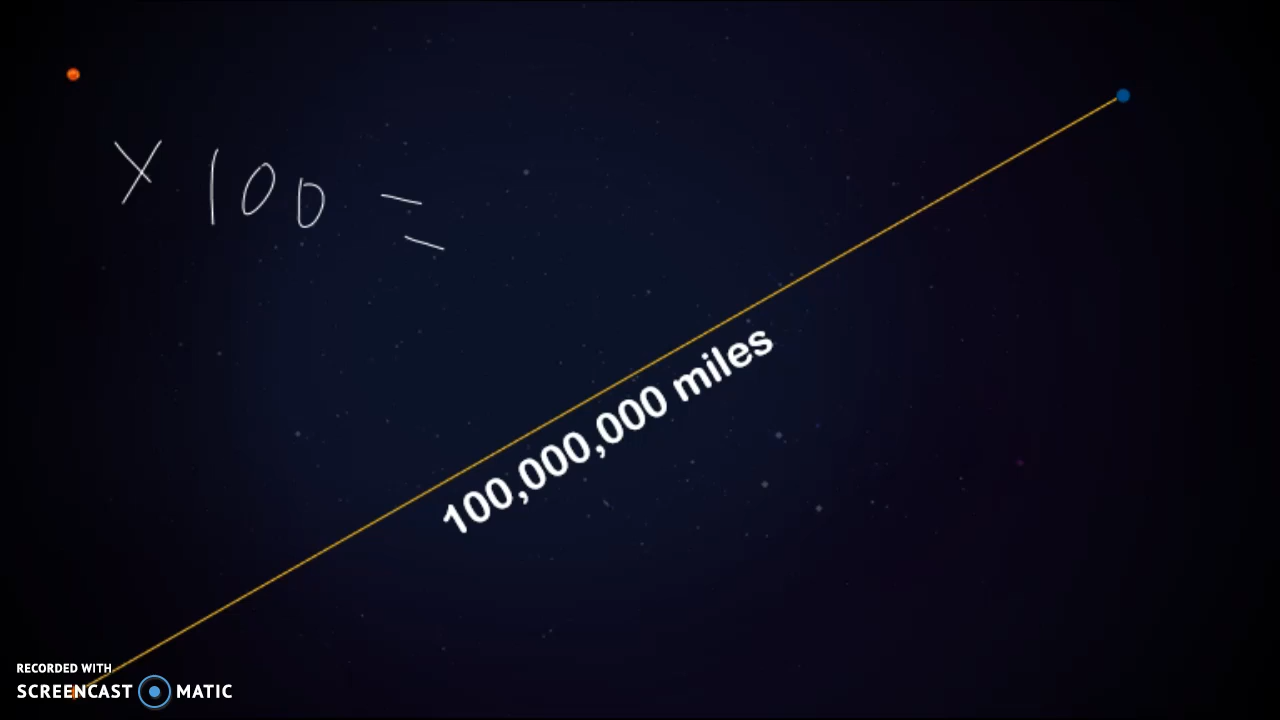 x 100 =
100,000,000 miles
RECORDED WITH
SCREENCAST MATIC